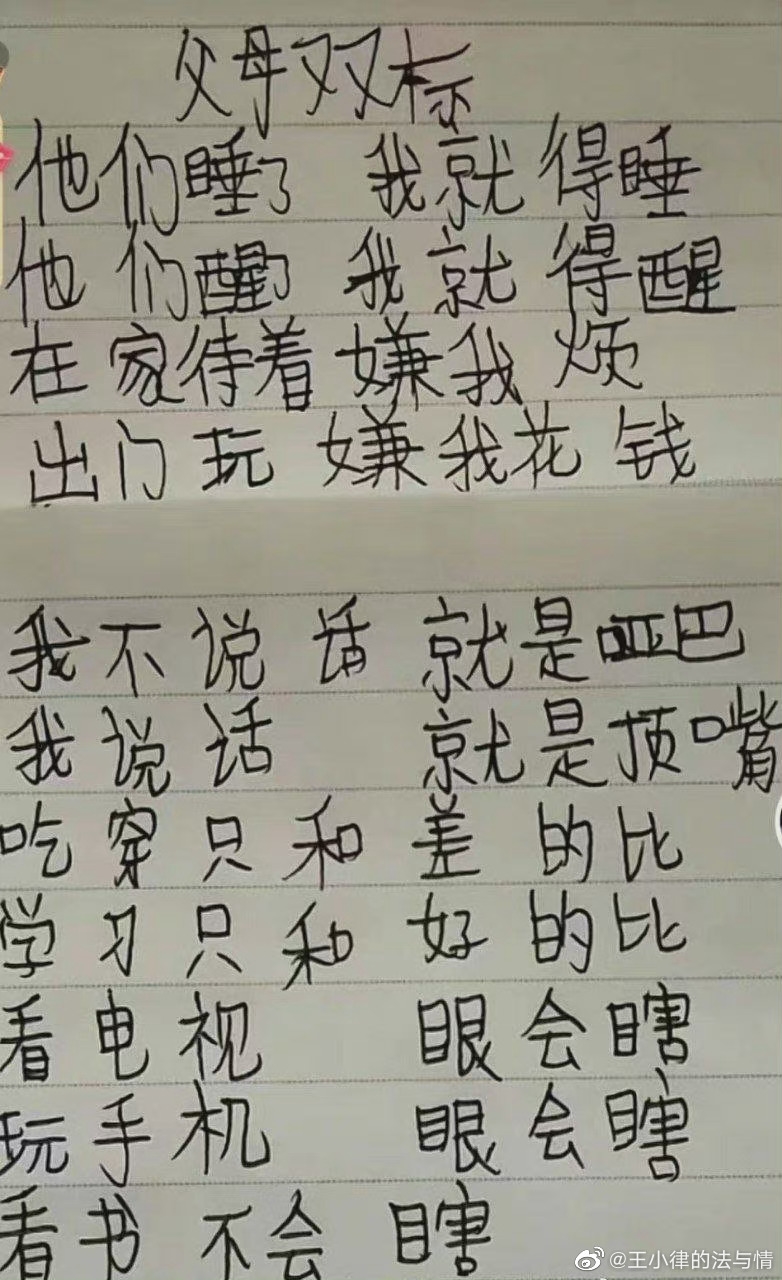 父母双标
他们睡了 我就得睡
他们醒了 我就得醒
在家待着 嫌我烦
出门玩 嫌我花钱
我不说话 就是哑巴
我说话 就是顶嘴
吃穿只和差的比
学习只和好的比
看电视 眼会瞎
玩手机 眼会瞎
看书不会瞎
@王小律的法与情